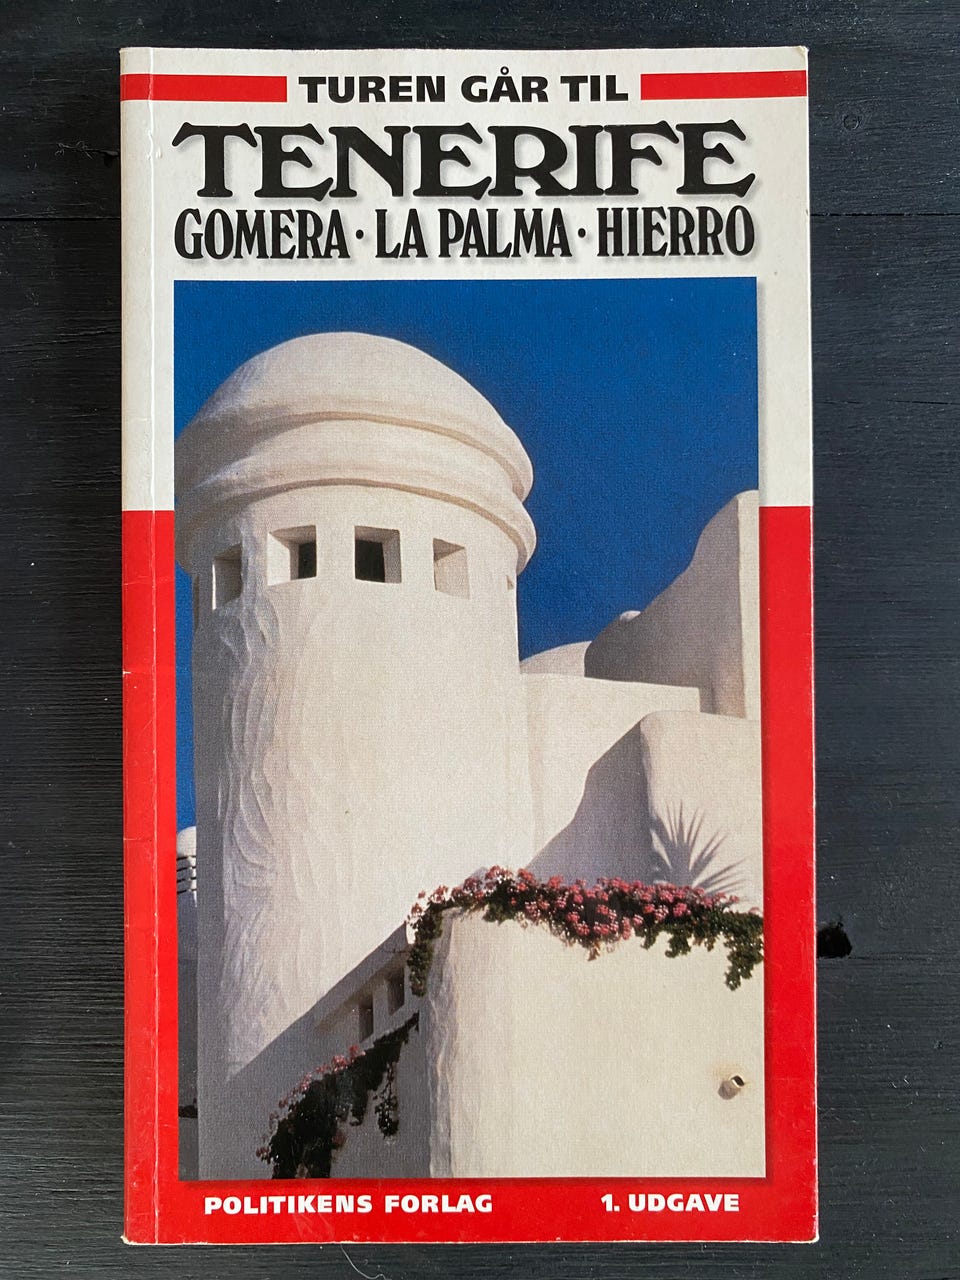 TUREN GÅR TIL
TENERIFE
GOMERA · LA PALMA · HIERRO
POLITIKENS FORLAG 1. UDGAVE